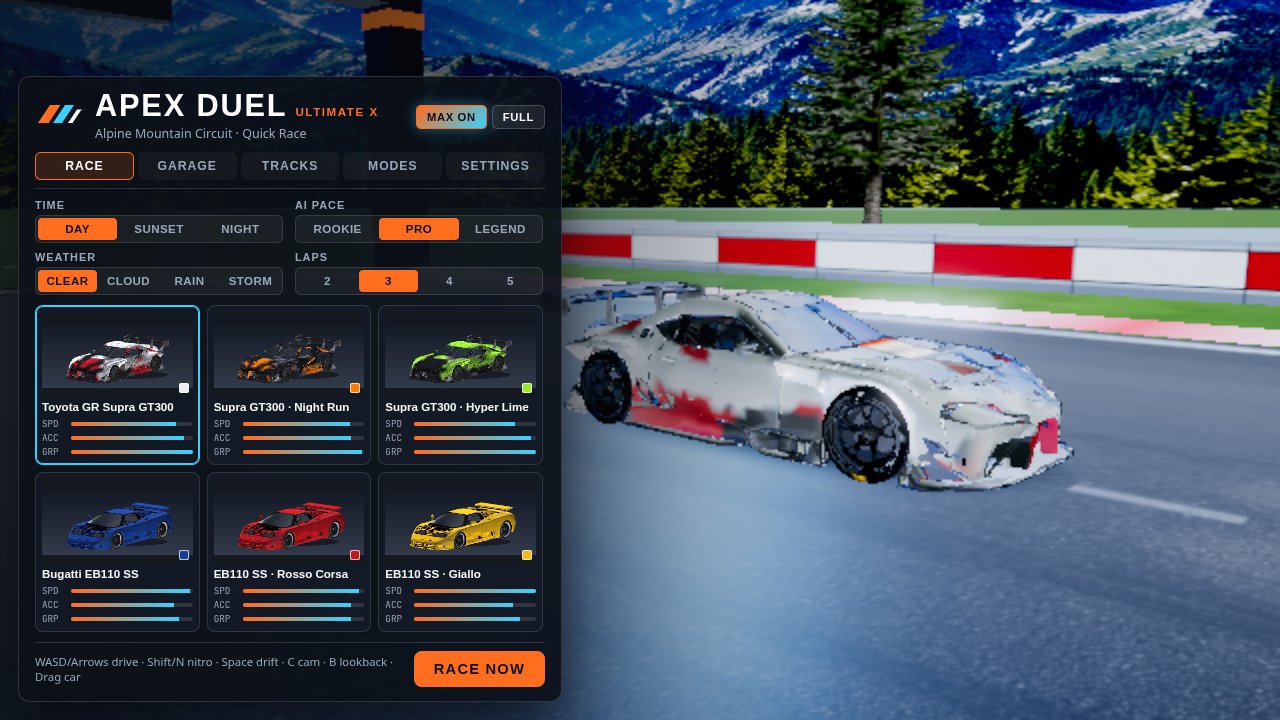 APEX DUEL ULTIMATE X
Alpine Mountain Circuit · Quick Race
MAX ON
FULL
RACE
GARAGE
TRACKS
MODES
SETTINGS
TIME
DAY
SUNSET
NIGHT
AI PACE
ROOKIE
PRO
LEGEND
WEATHER
CLEAR
CLOUD
RAIN
STORM
LAPS
2
3
4
5
Toyota GR Supra GT300
SPD
ACC
GRP
Supra GT300 · Night Run
SPD
ACC
GRP
Supra GT300 · Hyper Lime
SPD
ACC
GRP
Bugatti EB110 SS
SPD
ACC
GRP
EB110 SS · Rosso Corsa
SPD
ACC
GRP
EB110 SS · Giallo
SPD
ACC
GRP
WASD/Arrows drive · Shift/N nitro · Space drift · C cam · B lookback ·
Drag car
RACE NOW